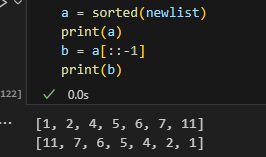 a = sorted(newlist)
print(a)
b = a[::-1]
print(b)
122]
0.0s
...
[1, 2, 4, 5, 6, 7, 11]
[11, 7, 6, 5, 4, 2, 1]